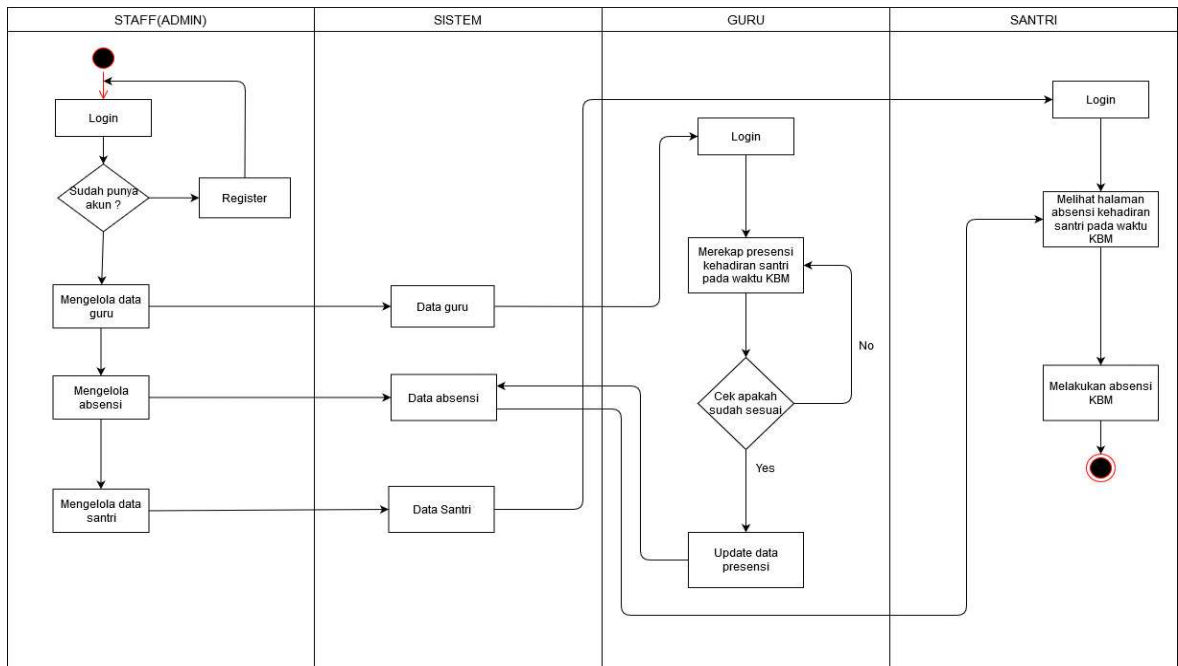 STAFF(ADMIN)
SISTEM
GURU
SANTRI
Login
Sudah punya
akun ?
Register
Mengelola data
guru
Mengelola
absensi
Mengelola data
santri
Data guru
Data absensi
Data Santri
Login
Merekap presensi
kehadiran santri
pada waktu KBM
No
Cek apakah
sudah sesuai
Yes
Update data
presensi
Login
Melihat halaman
absensi kehadiran
santri pada waktu
KBM
Melakukan absensi
KBM